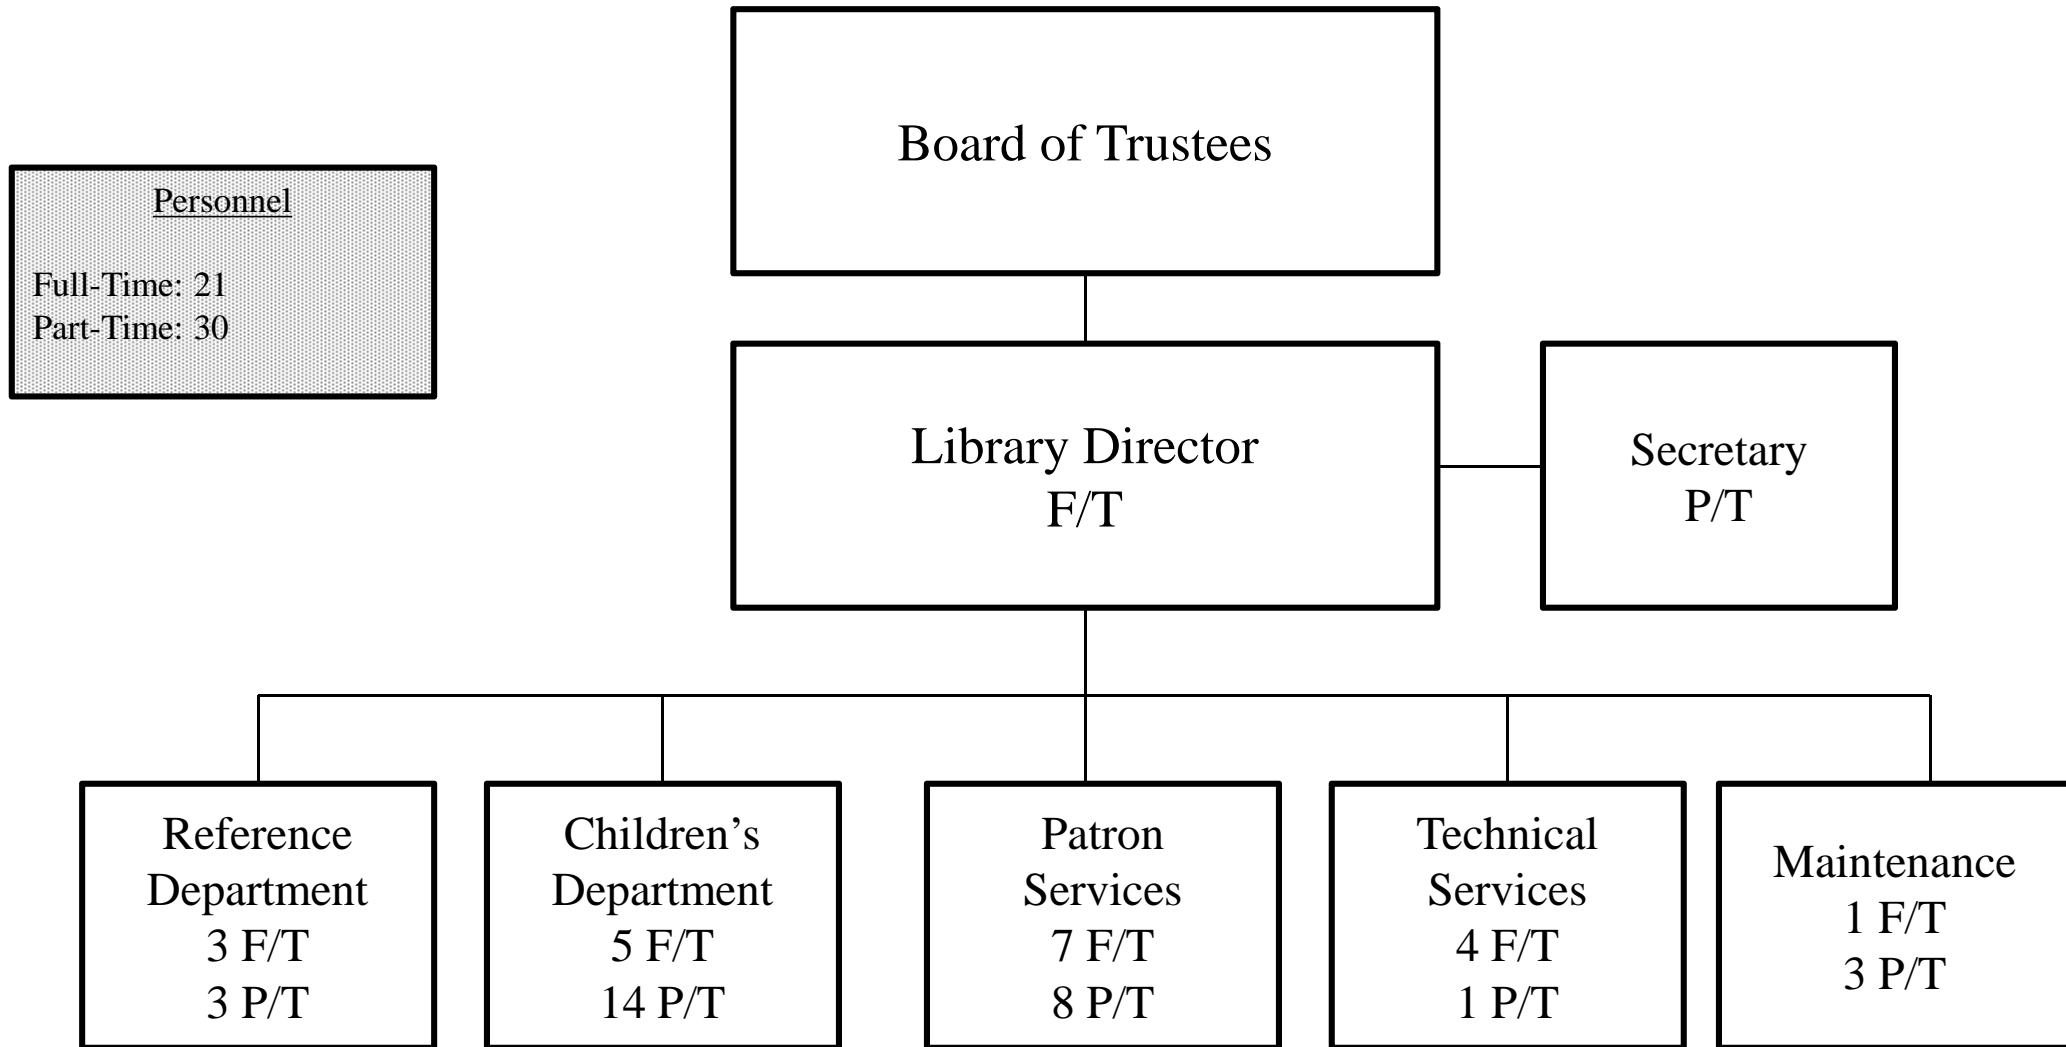 Board of Trustees
Personnel
Full-Time: 21
Part-Time: 30
Library Director
F/T
Secretary
P/T
Reference
Department
3 F/T
3 P/T
Children’s
Department
5 F/T
14 P/T
Patron
Services
7 F/T
8 P/T
Technical
Services
4 F/T
1 P/T
Maintenance
1 F/T
3 P/T